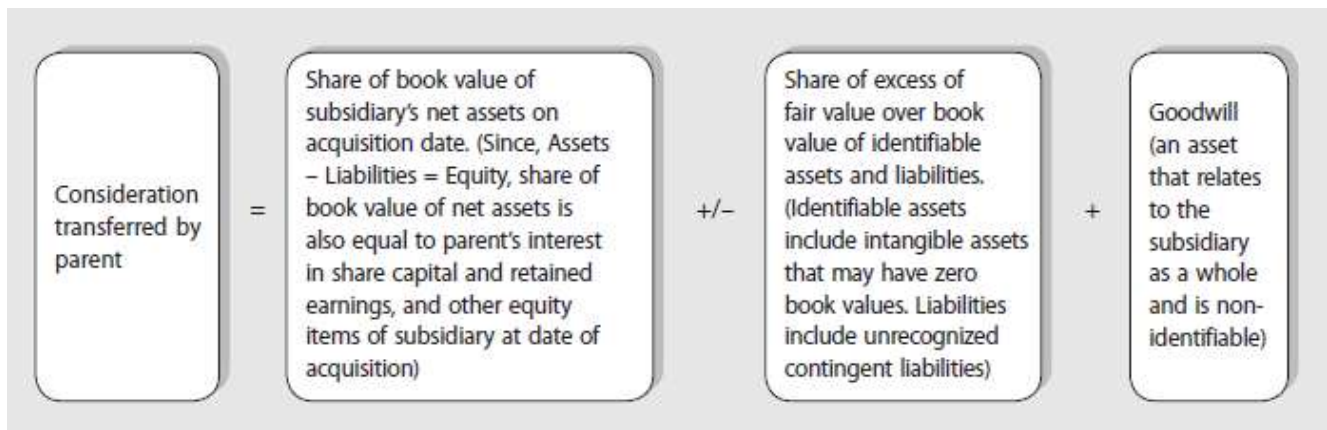 Consideration
transferred by
parent
=
Share of book value of
subsidiary's net assets on
acquisition date. (Since, Assets
– Liabilities = Equity, share of
book value of net assets is
also equal to parent's interest
in share capital and retained
earnings, and other equity
items of subsidiary at date of
acquisition)
+/–
Share of excess of
fair value over book
value of identifiable
assets and liabilities.
(Identifiable assets
include intangible assets
that may have zero
book values. Liabilities
include unrecognized
contingent liabilities)
+
Goodwill
(an asset
that relates
to the
subsidiary
as a whole
and is non-
identifiable)